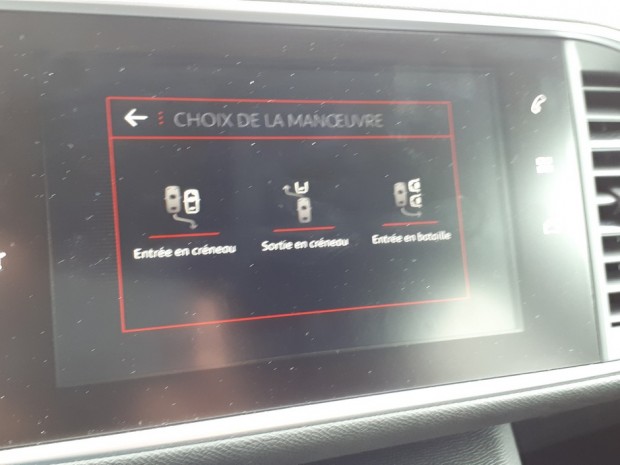 CHOIX DE LA MANŒUVRE
Entrée en créneau
Sortie en créneau
Entrée en bataille